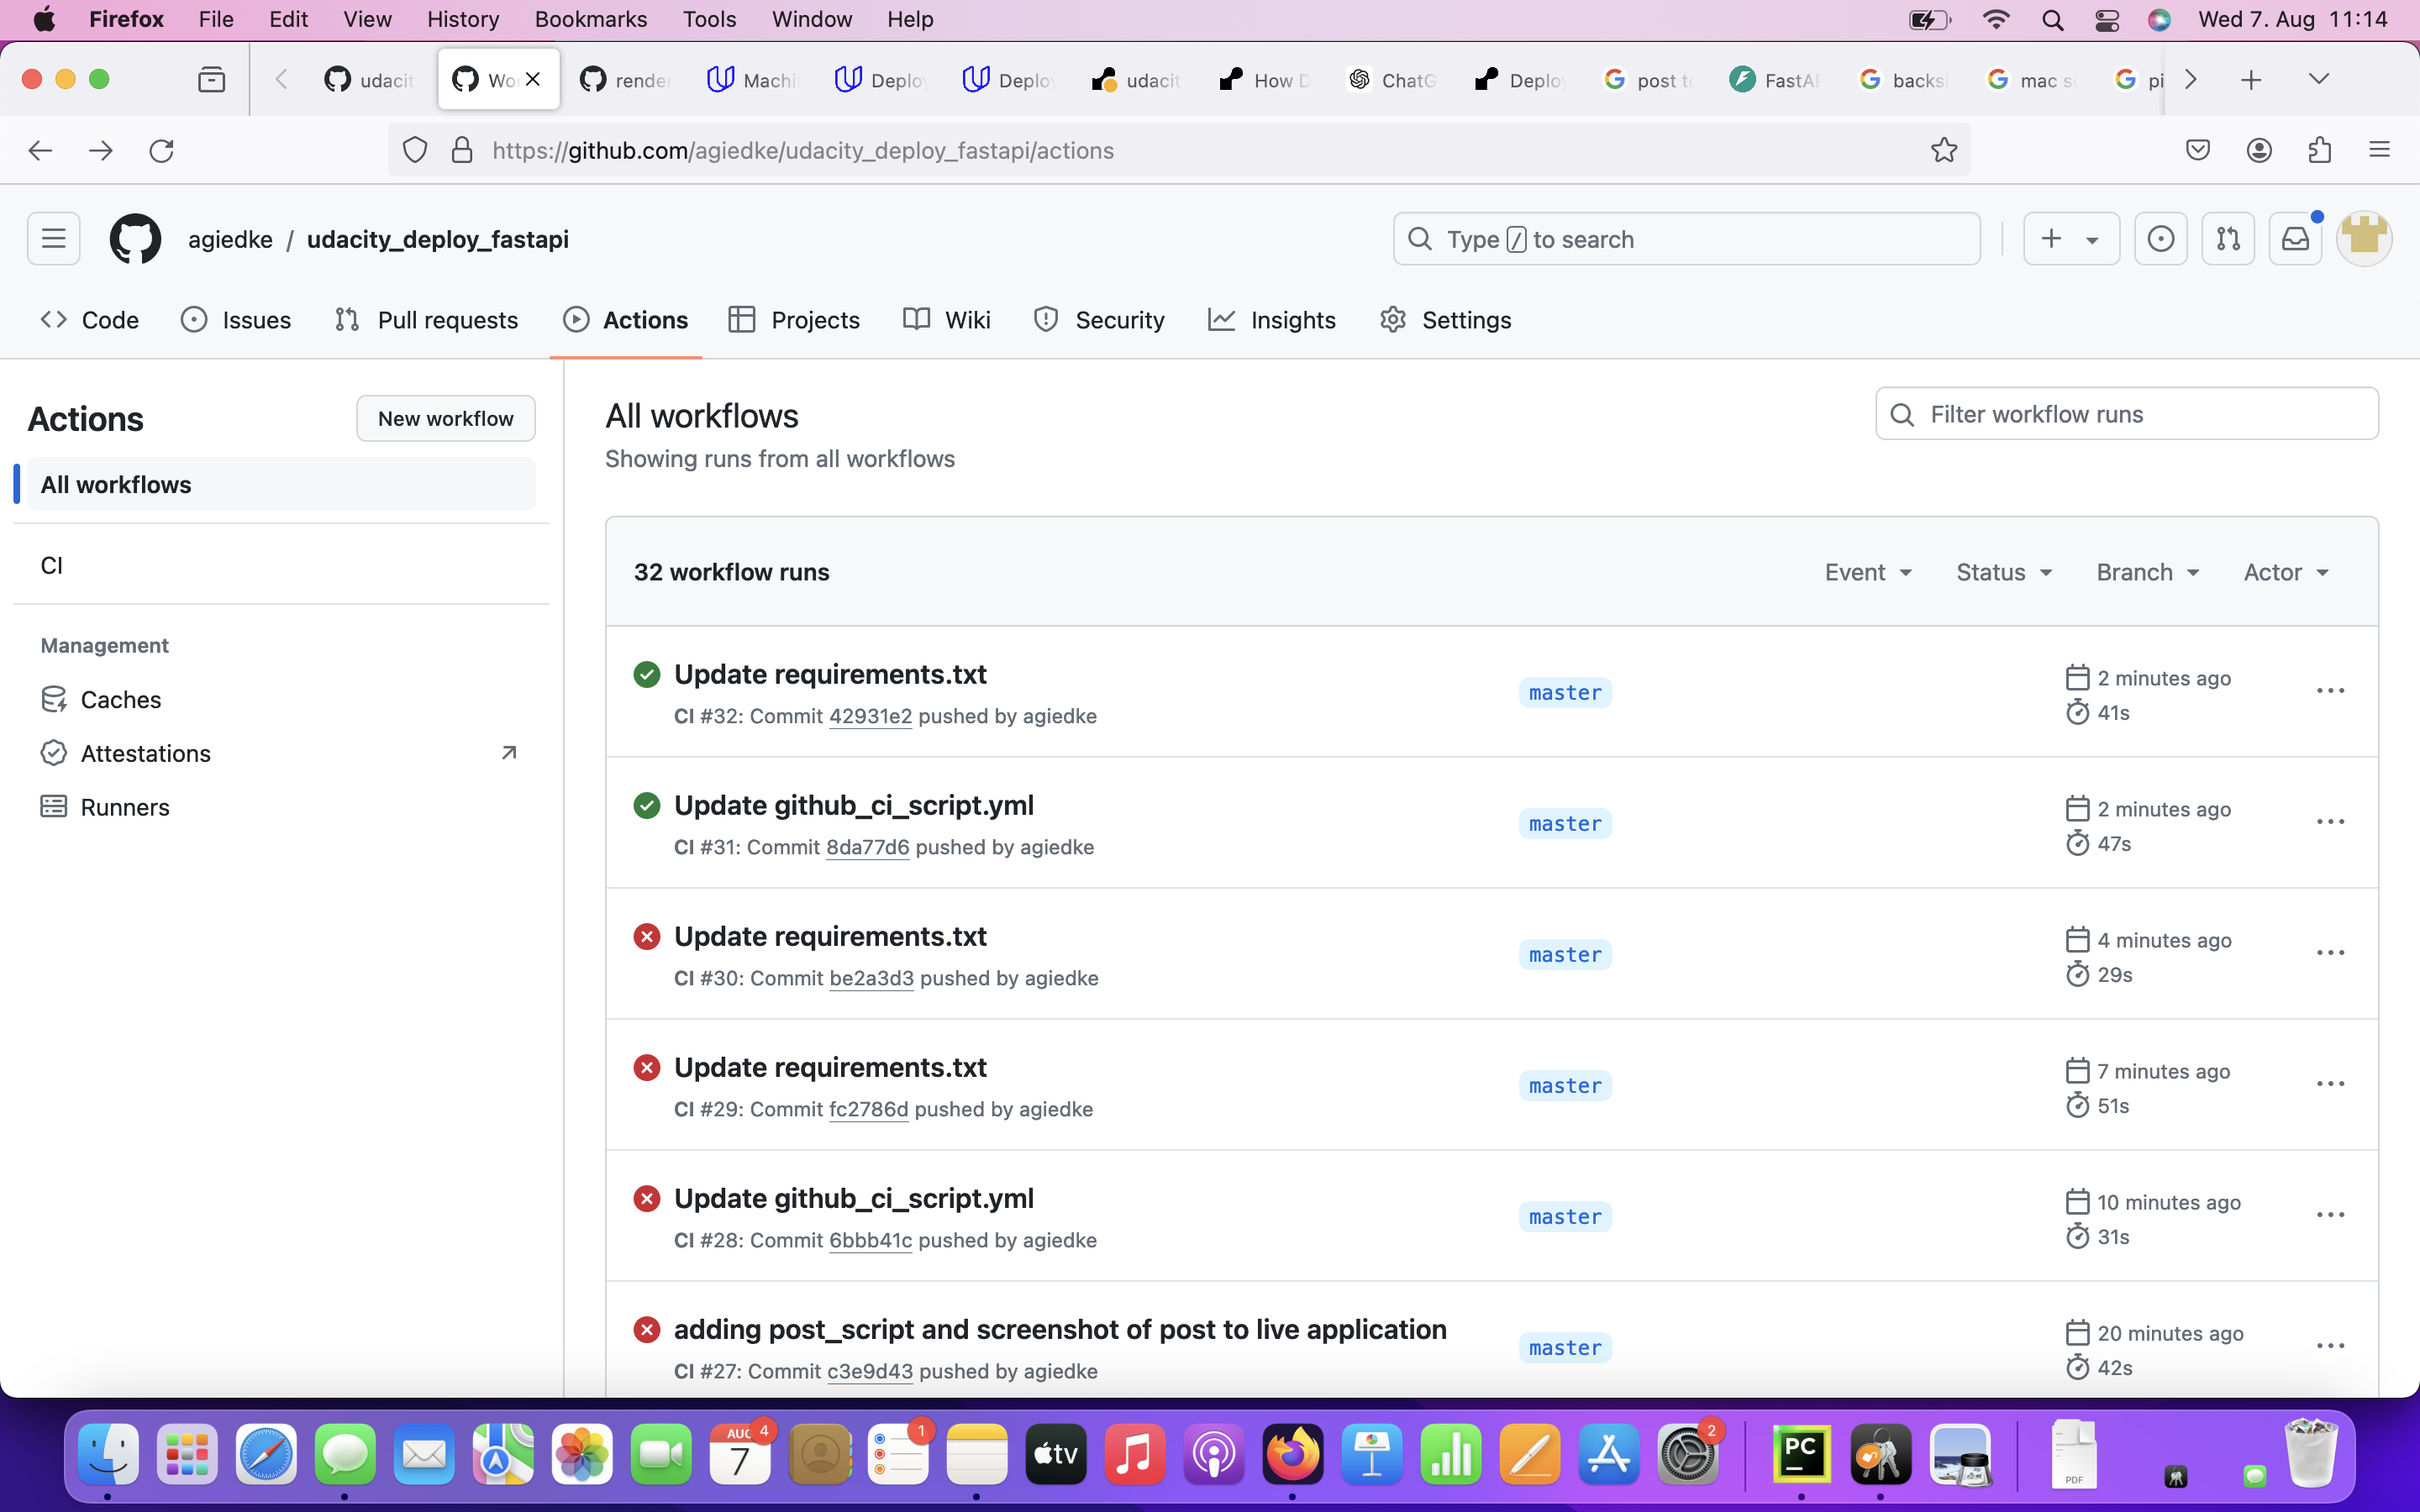 Firefox File Edit View History Bookmarks Tools Window Help Wed 7. Aug 11:14
udacit Wo render Machi Deploy Deploy udacit How D ChatG Deploy post to FastAP backsl mac s pi
https://github.com/agiedke/udacity_deploy_fastapi/actions
agiedke / udacity_deploy_fastapi Type / to search
Code Issues Pull requests Actions Projects Wiki Security Insights Settings
Actions New workflow
All workflows
CI
Management
Caches
Attestations
Runners
All workflows Filter workflow runs
Showing runs from all workflows
32 workflow runs Event Status Branch Actor
Update requirements.txt master 2 minutes ago
CI #32: Commit 42931e2 pushed by agiedke 41s
Update github_ci_script.yml master 2 minutes ago
CI #31: Commit 8da77d6 pushed by agiedke 47s
Update requirements.txt master 4 minutes ago
CI #30: Commit be2a3d3 pushed by agiedke 29s
Update requirements.txt master 7 minutes ago
CI #29: Commit fc2786d pushed by agiedke 51s
Update github_ci_script.yml master 10 minutes ago
CI #28: Commit 6bbb41c pushed by agiedke 31s
adding post_script and screenshot of post to live application master 20 minutes ago
CI #27: Commit c3e9d43 pushed by agiedke 42s
AUG 4 7 1 tv 2 PC PDF